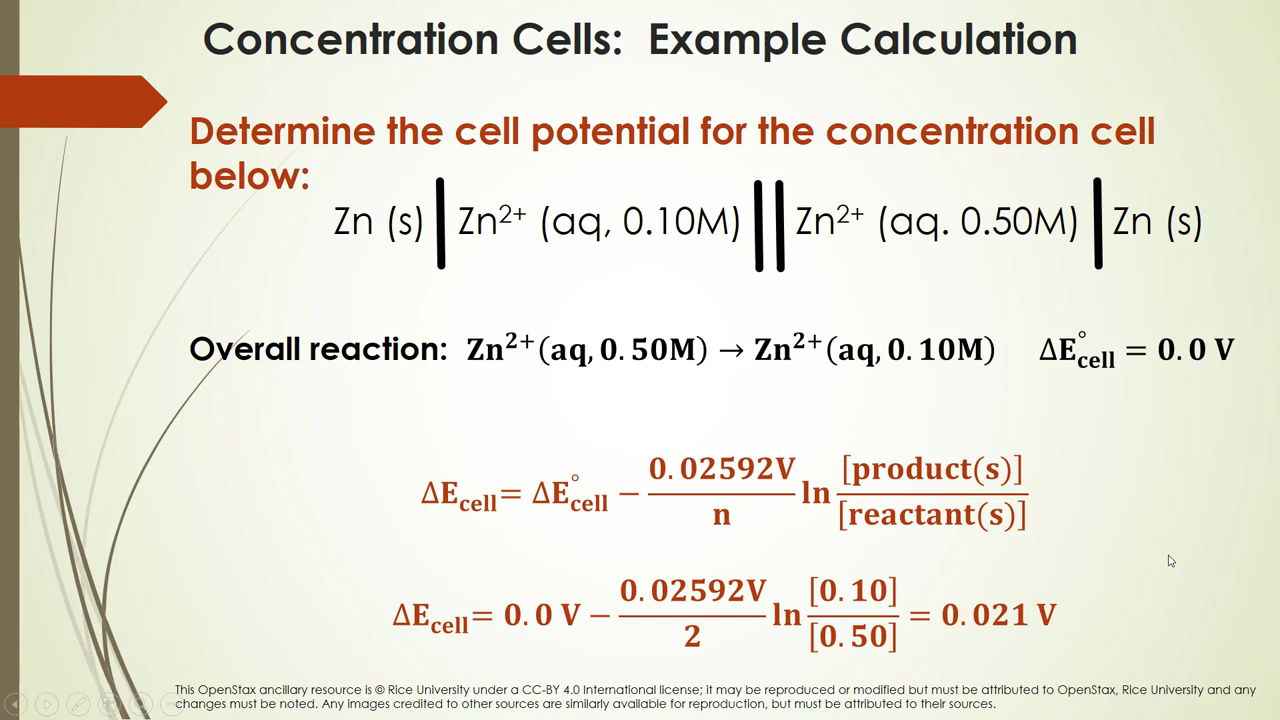 Concentration Cells: Example Calculation
Determine the cell potential for the concentration cell
below:
Zn (s) | Zn²⁺ (aq, 0.10M) || Zn²⁺ (aq. 0.50M) | Zn (s)
Overall reaction: Zn²⁺(aq, 0.50M) → Zn²⁺(aq, 0.10M) ΔE°cell = 0.0 V
ΔEcell = ΔE°cell − 0.02592V/n ln [product(s)]/[reactant(s)]
ΔEcell = 0.0 V − 0.02592V/2 ln [0.10]/[0.50] = 0.021 V
This OpenStax ancillary resource is © Rice University under a CC-BY 4.0 International license; it may be reproduced or modified but must be attributed to OpenStax, Rice University and any
changes must be noted. Any images credited to other sources are similarly available for reproduction, but must be attributed to their sources.